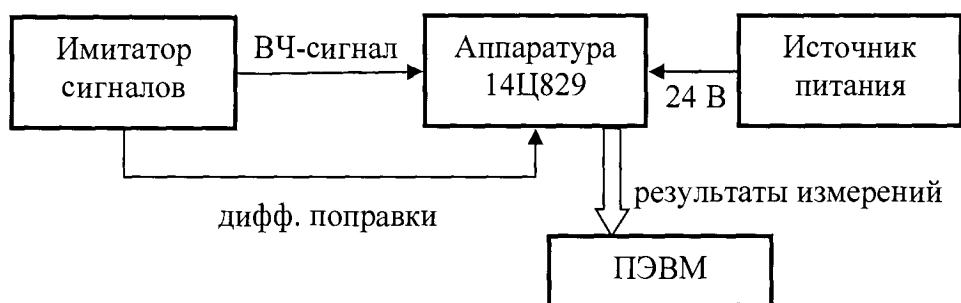 Имитатор
сигналов
ВЧ-сигнал
Аппаратура
14Ц829
24 В
Источник
питания
дифф. поправки
результаты измерений
ПЭВМ